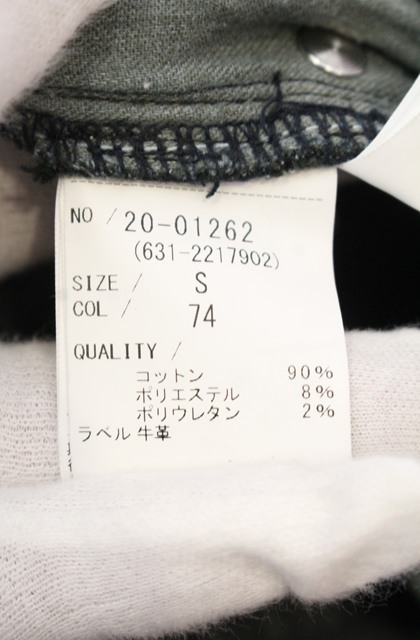 NO / 20-01262
(631-2217902)
SIZE / S
COL / 74
QUALITY /
コットン 90%
ポリエステル 8%
ポリウレタン 2%
ラベル 牛革